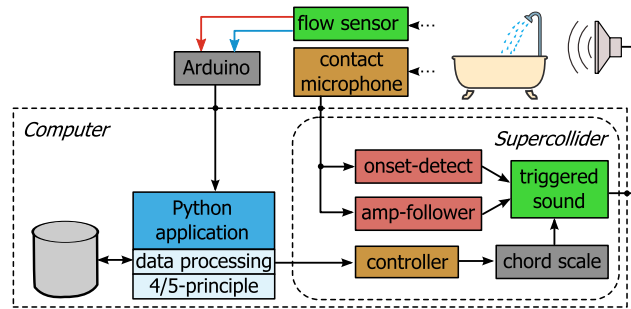 flow sensor
Arduino
contact
microphone
Computer
Supercollider
onset-detect
triggered
sound
amp-follower
Python
application
data processing
4/5-principle
controller
chord scale